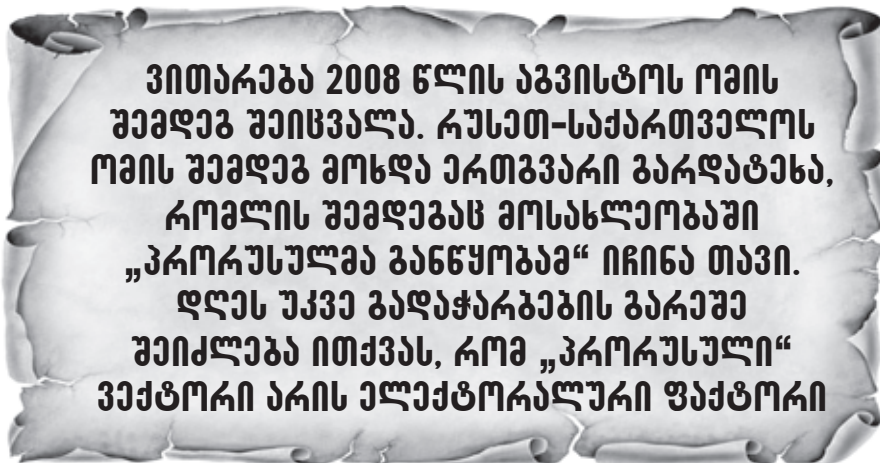 ვითარება 2008 წლის აგვისტოს ომის
შემდეგ შეიცვალა. რუსეთ-საქართველოს
ომის შემდეგ მოხდა ერთგვარი გარდატეხა,
რომლის შემდეგაც მოსახლეობაში
„პრორუსულმა განწყობამ“ იჩინა თავი.
დღეს უკვე გადაჭარბების გარეშე
შეიძლება ითქვას, რომ „პრორუსული“
ვექტორი არის ელექტორალური ფაქტორი